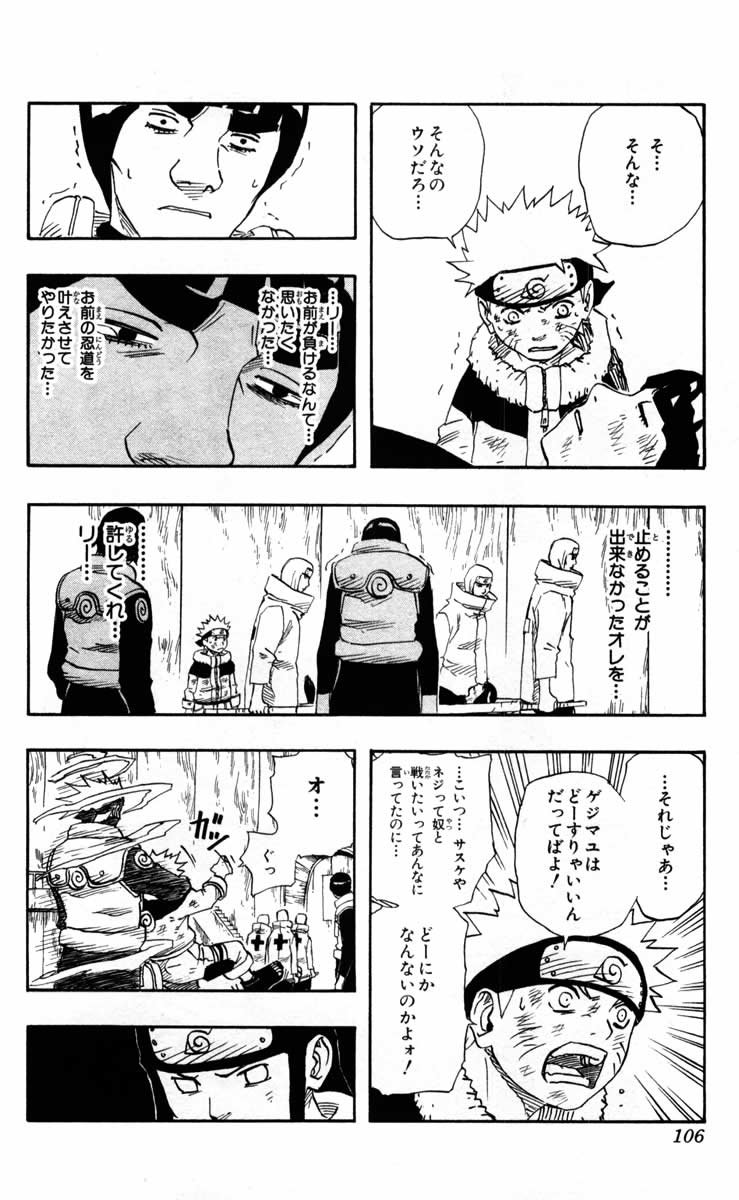 そ…
そんな…
そんなの
ウソだろ…
…リー…
お前が負けるなんて…
思いたく
なかった…
お前の忍道を
叶えさせて
やりたかった…
…………
止めることが
出来なかったオレを…
…………
許してくれ…
リー…
…それじゃあ…
ゲジマユは
どーすりゃいいん
だってばよ!
…こいつ…サスケや
ネジって奴と
戦いたいってあんなに
言ってたのに…
どーにか
なんないのかよォ!
オ…
ぐっ
ガッ
106